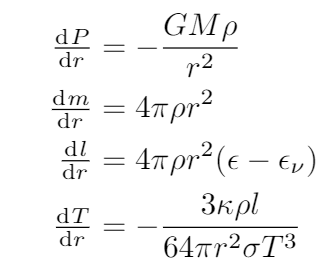 dP/dr = −GMρ/r²
dm/dr = 4πρr²
dl/dr = 4πρr²(ϵ − ϵ_ν)
dT/dr = −3κρl/64πr²σT³